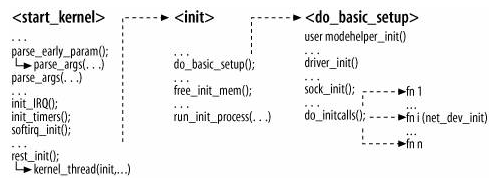 <start_kernel>
. . .
parse_early_param();
parse_args(. . .)
parse_args(. . .)
...
init_IRQ();
init_timers();
softirq_init();
...
rest_init();
kernel_thread(init,...)
<init>
. . .
do_basic_setup();
. . .
free_init_mem();
. . .
run_init_process(. . .)
<do_basic_setup>
user modehelper_init()
...
driver_init()
...
sock_init();
...
do_initcalls();
...
fn 1
...
fn i (net_dev_init)
...
fn n